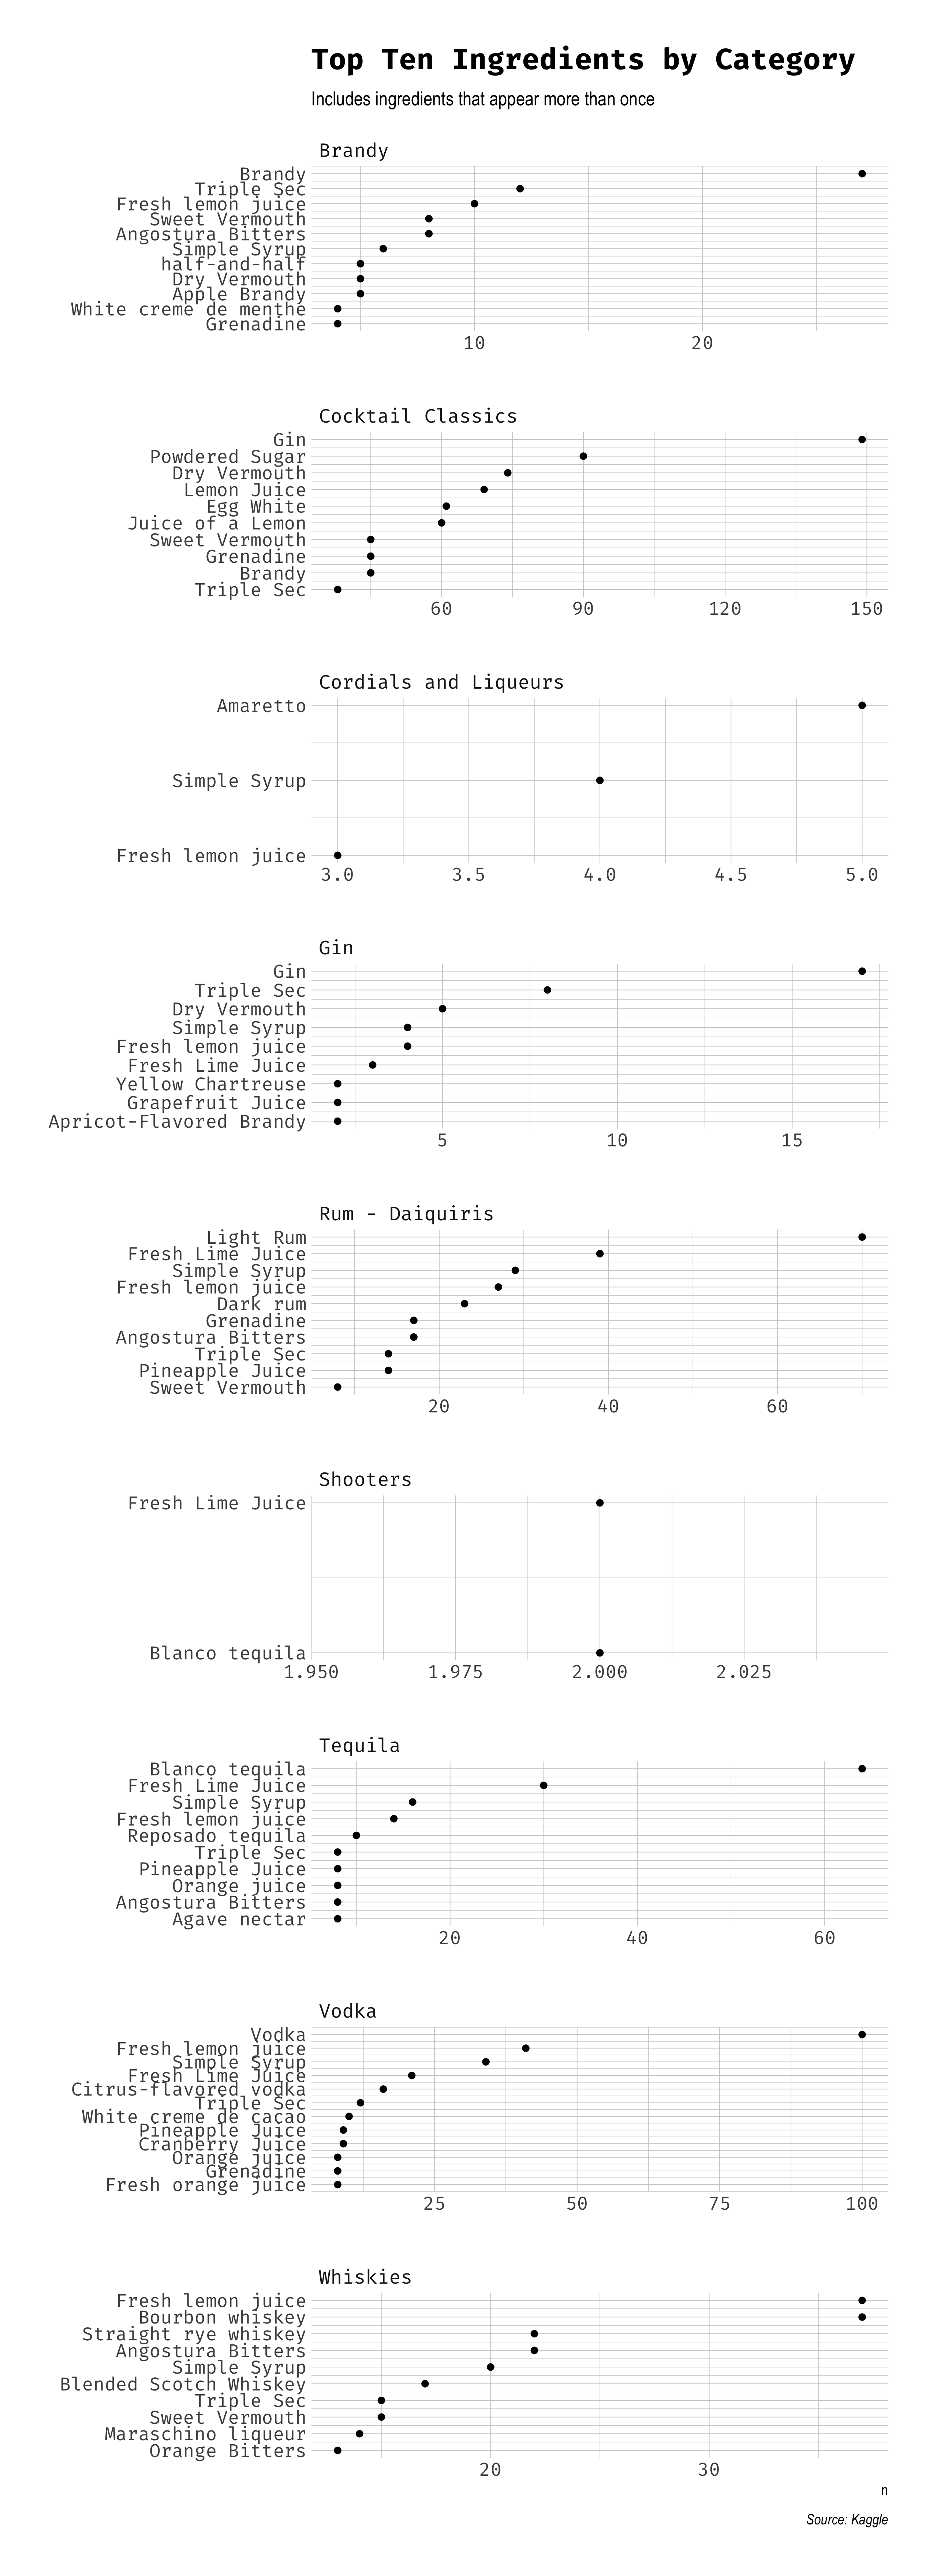 Top Ten Ingredients by Category
Includes ingredients that appear more than once
Brandy
Brandy
Triple Sec
Fresh lemon juice
Sweet Vermouth
Angostura Bitters
Simple Syrup
half-and-half
Dry Vermouth
Apple Brandy
White creme de menthe
Grenadine
10 20
Cocktail Classics
Gin
Powdered Sugar
Dry Vermouth
Lemon Juice
Egg White
Juice of a Lemon
Sweet Vermouth
Grenadine
Brandy
Triple Sec
60 90 120 150
Cordials and Liqueurs
Amaretto
Simple Syrup
Fresh lemon juice
3.0 3.5 4.0 4.5 5.0
Gin
Gin
Triple Sec
Dry Vermouth
Simple Syrup
Fresh lemon juice
Fresh Lime Juice
Yellow Chartreuse
Grapefruit Juice
Apricot-Flavored Brandy
5 10 15
Rum - Daiquiris
Light Rum
Fresh Lime Juice
Simple Syrup
Fresh lemon juice
Dark rum
Grenadine
Angostura Bitters
Triple Sec
Pineapple Juice
Sweet Vermouth
20 40 60
Shooters
Fresh Lime Juice
Blanco tequila
1.950 1.975 2.000 2.025
Tequila
Blanco tequila
Fresh Lime Juice
Simple Syrup
Fresh lemon juice
Reposado tequila
Triple Sec
Pineapple Juice
Orange juice
Angostura Bitters
Agave nectar
20 40 60
Vodka
Vodka
Fresh lemon juice
Simple Syrup
Fresh Lime Juice
Citrus-flavored vodka
Triple Sec
White creme de cacao
Pineapple Juice
Cranberry Juice
Orange juice
Grenadine
Fresh orange juice
25 50 75 100
Whiskies
Fresh lemon juice
Bourbon whiskey
Straight rye whiskey
Angostura Bitters
Simple Syrup
Blended Scotch Whiskey
Triple Sec
Sweet Vermouth
Maraschino liqueur
Orange Bitters
20 30
n
Source: Kaggle